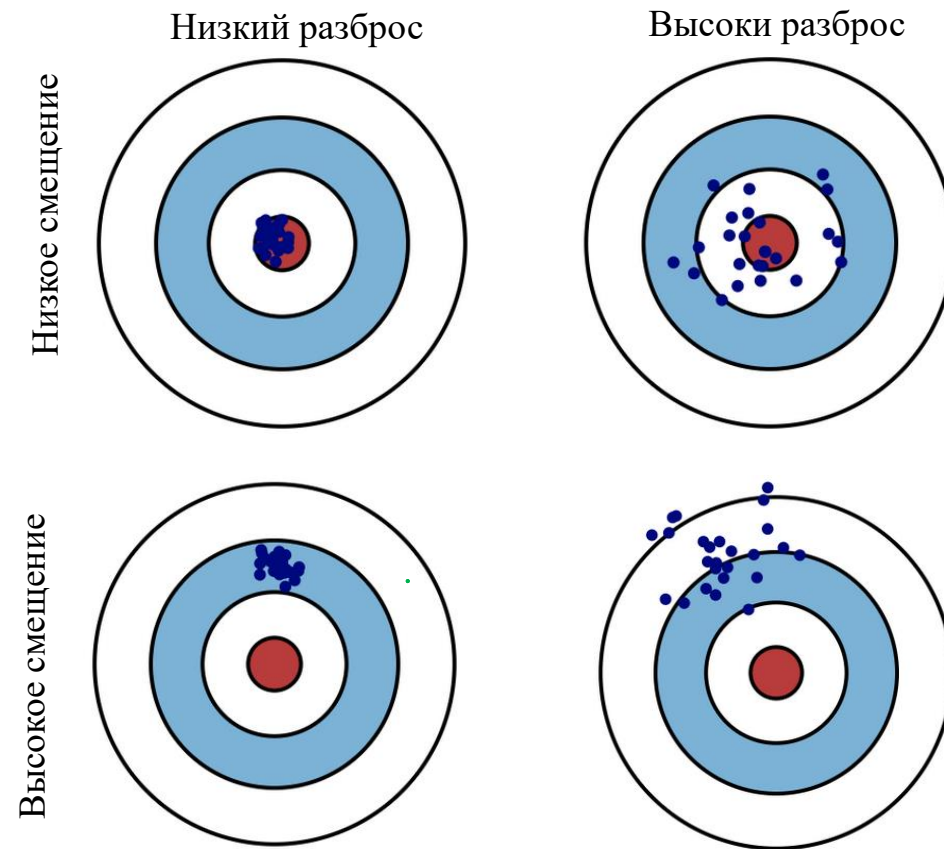 Низкий разброс
Высоки разброс
Низкое смещение
Высокое смещение